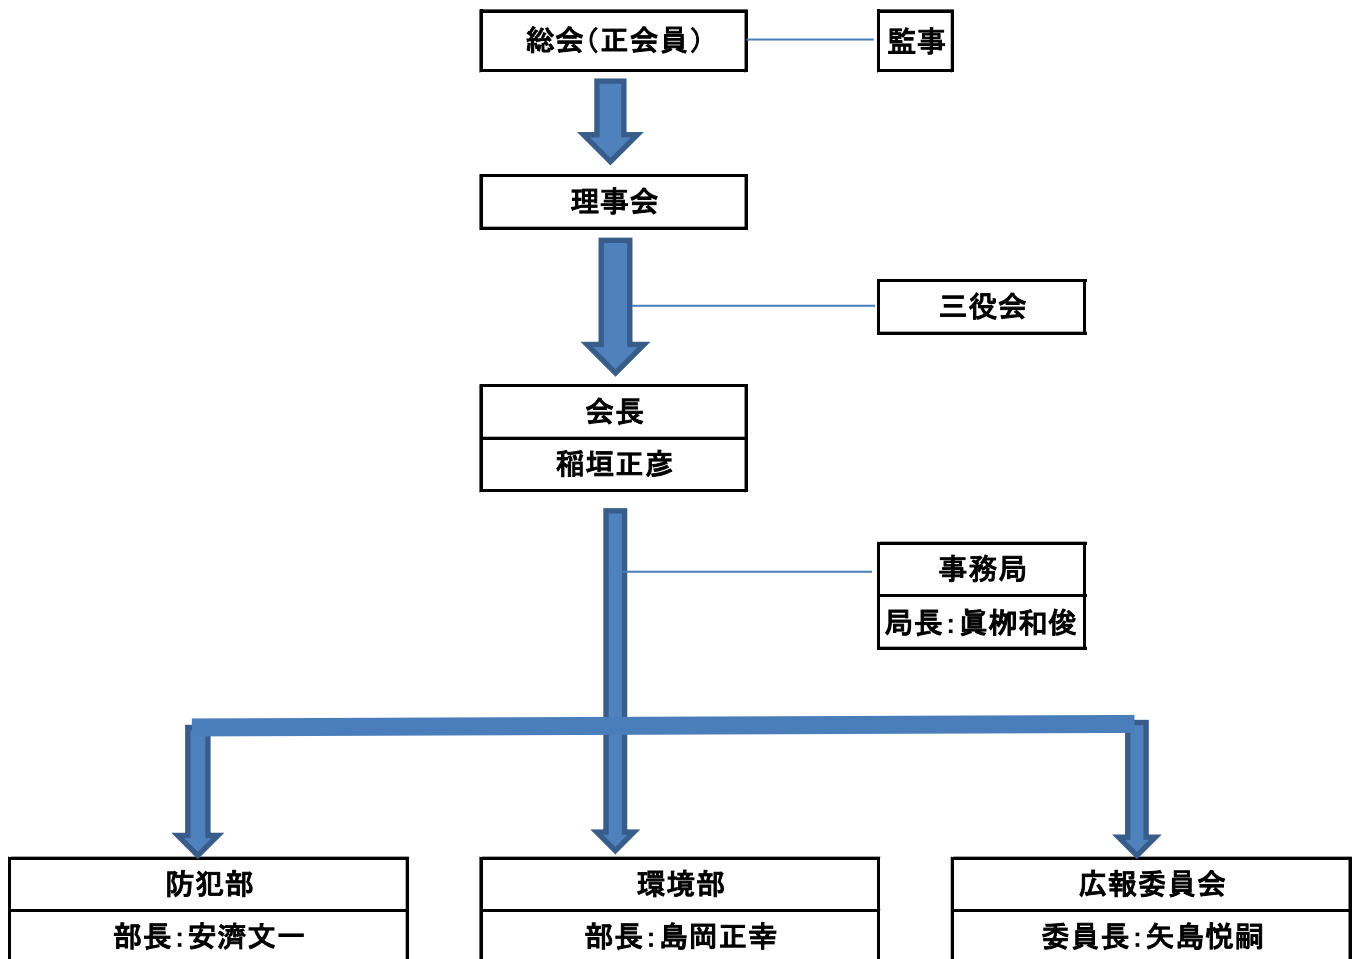 総会（正会員）
監事
理事会
三役会
会長
稲垣正彦
事務局
局長：眞栁和俊
防犯部
部長：安濟文一
環境部
部長：島岡正幸
広報委員会
委員長：矢島悦嗣